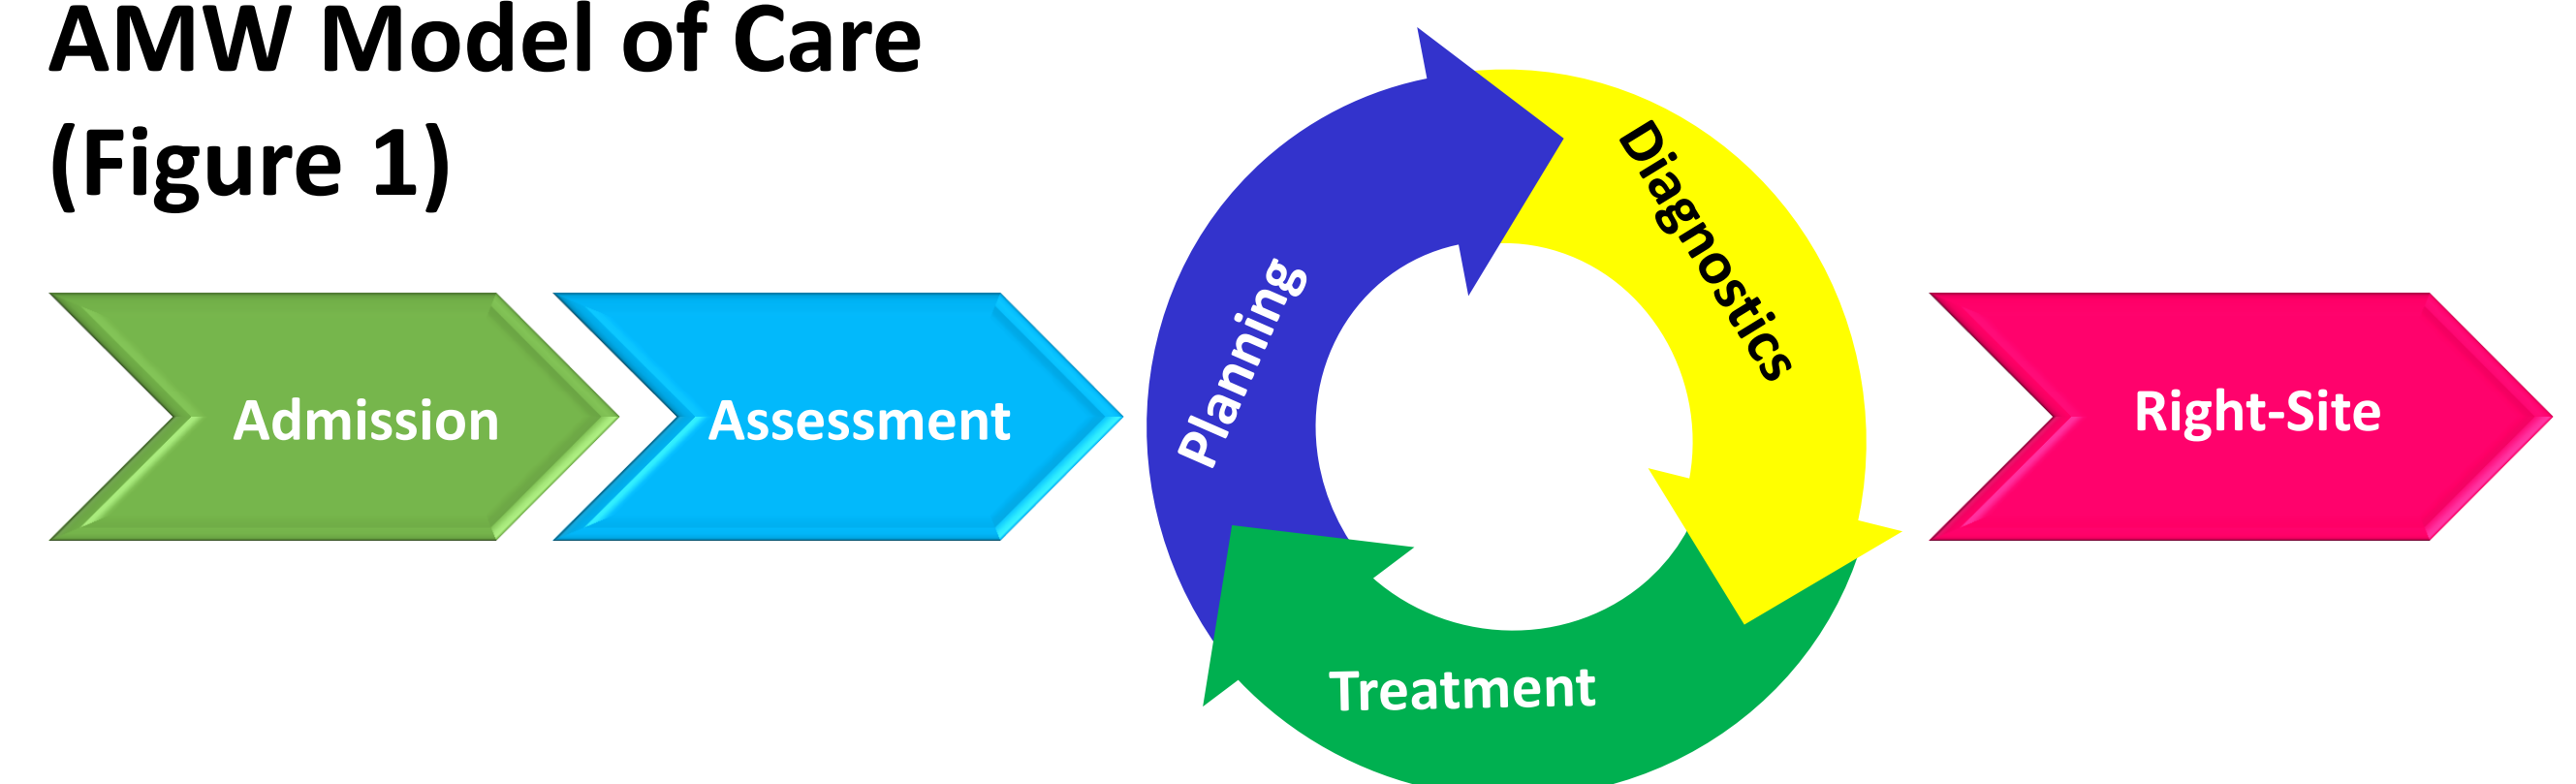 AMW Model of Care
(Figure 1)
Admission
Assessment
Planning
Diagnostics
Treatment
Right-Site